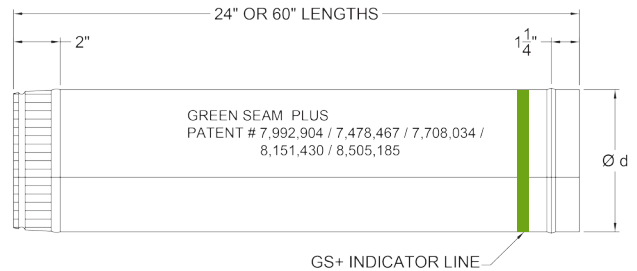 24" OR 60" LENGTHS
2"
1 1/4"
GREEN SEAM PLUS
PATENT # 7,992,904 / 7,478,467 / 7,708,034 /
8,151,430 / 8,505,185
Ø d
GS+ INDICATOR LINE